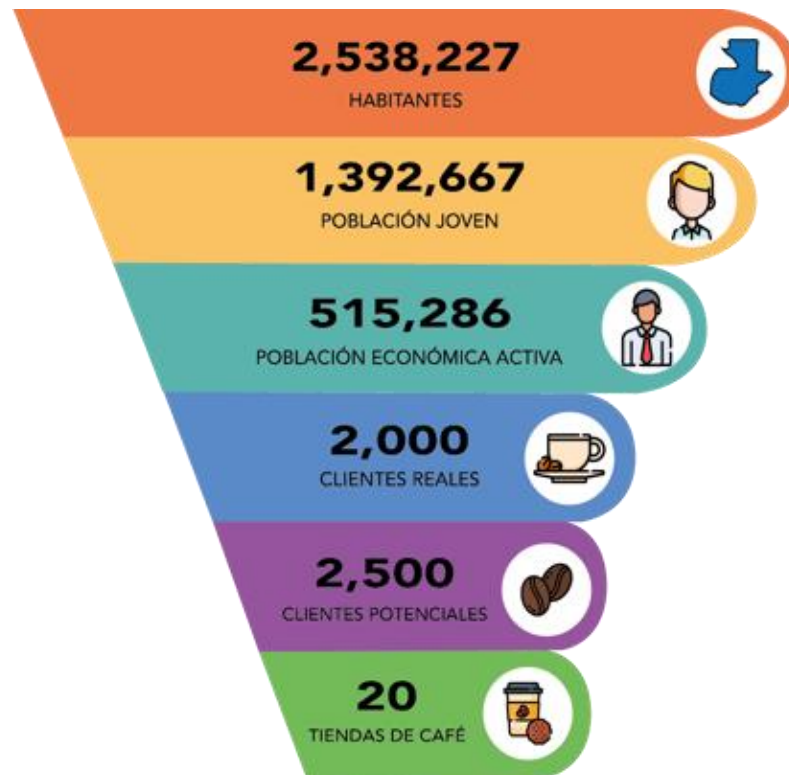 2,538,227
HABITANTES
1,392,667
POBLACIÓN JOVEN
515,286
POBLACIÓN ECONÓMICA ACTIVA
2,000
CLIENTES REALES
2,500
CLIENTES POTENCIALES
20
TIENDAS DE CAFÉ